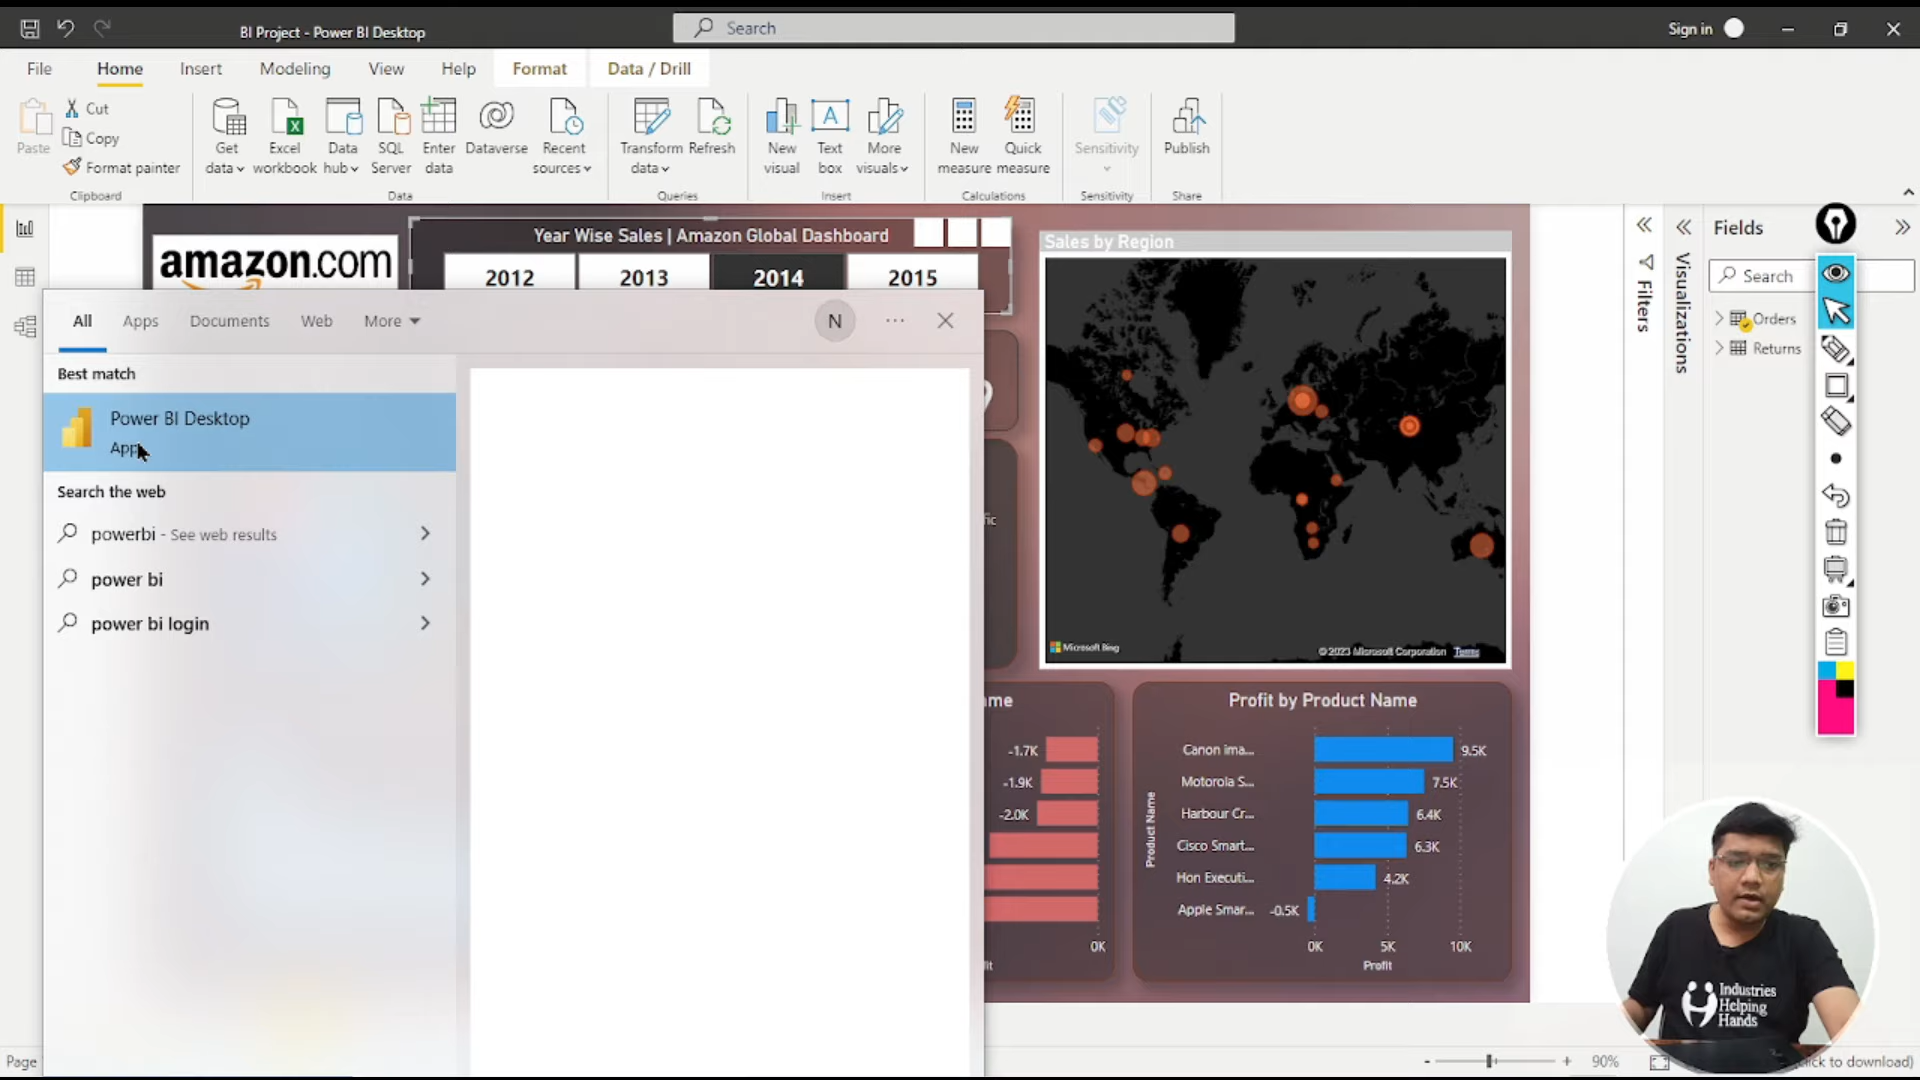 BI Project - Power BI Desktop
Search
Sign in
File
Home
Insert
Modeling
View
Help
Format
Data / Drill
Paste
Cut
Copy
Format painter
Clipboard
Get data
Excel workbook
Data hub
SQL Server
Enter data
Dataverse
Recent sources
Data
Transform data
Refresh
Queries
New visual
Text box
More visuals
Insert
New measure
Quick measure
Calculations
Sensitivity
Sensitivity
Publish
Share
amazon.com
Year Wise Sales | Amazon Global Dashboard
2012
2013
2014
2015
Sales by Region
Microsoft Bing
© 2023 Microsoft Corporation
Terms
Filters
Visualizations
Fields
Search
Orders
Returns
All
Apps
Documents
Web
More
N
Best match
Power BI Desktop
App
Search the web
powerbi - See web results
power bi
power bi login
fic
ame
-1.7K
-1.9K
-2.0K
0K
fit
Profit by Product Name
Product Name
Canon ima...
9.5K
Motorola S...
7.5K
Harbour Cr...
6.4K
Cisco Smart...
6.3K
Hon Executi...
4.2K
Apple Smar...
-0.5K
0K
5K
10K
Profit
Industries
Helping
Hands
Page
90%
click to download)